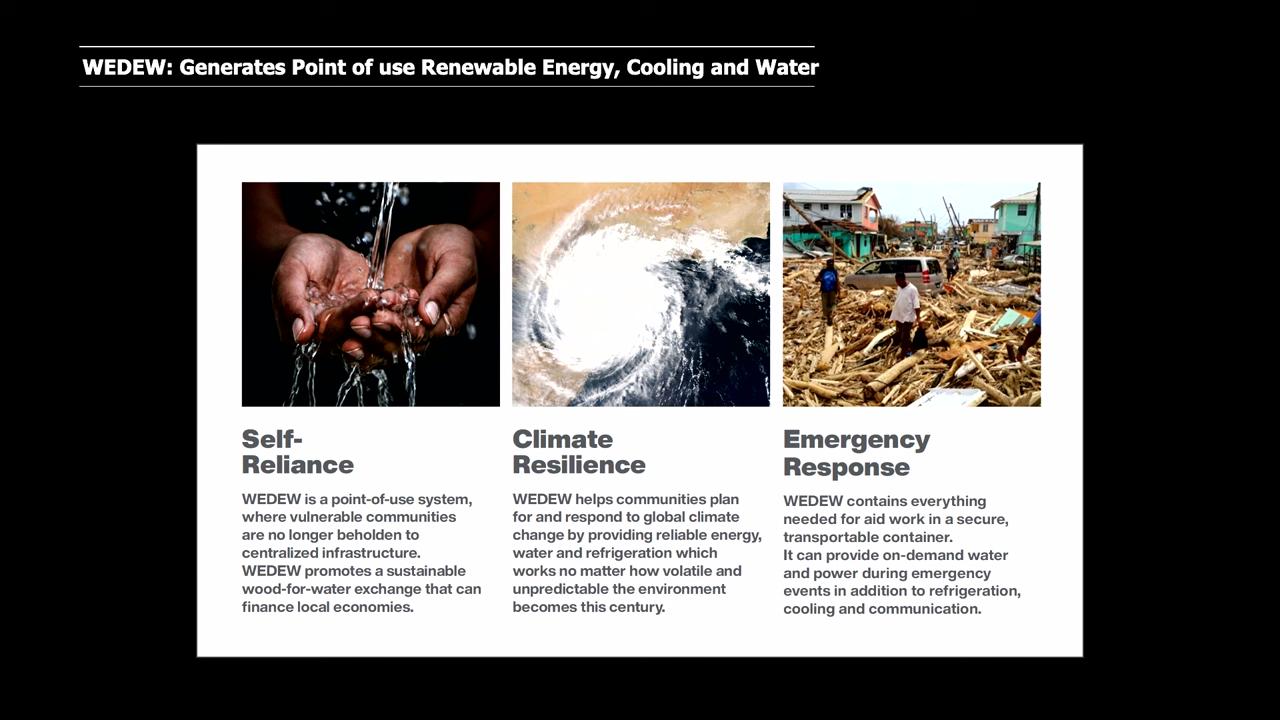 WEDEW: Generates Point of use Renewable Energy, Cooling and Water
Self-
Reliance
WEDEW is a point-of-use system,
where vulnerable communities
are no longer beholden to
centralized infrastructure.
WEDEW promotes a sustainable
wood-for-water exchange that can
finance local economies.
Climate
Resilience
WEDEW helps communities plan
for and respond to global climate
change by providing reliable energy,
water and refrigeration which
works no matter how volatile and
unpredictable the environment
becomes this century.
Emergency
Response
WEDEW contains everything
needed for aid work in a secure,
transportable container.
It can provide on-demand water
and power during emergency
events in addition to refrigeration,
cooling and communication.